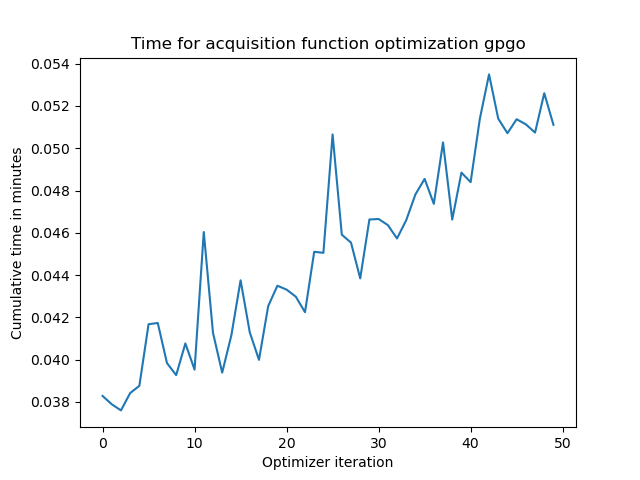 Time for acquisition function optimization gpgo
0.054
0.052
0.050
0.048
0.046
0.044
0.042
0.040
0.038
Cumulative time in minutes
0 10 20 30 40 50
Optimizer iteration